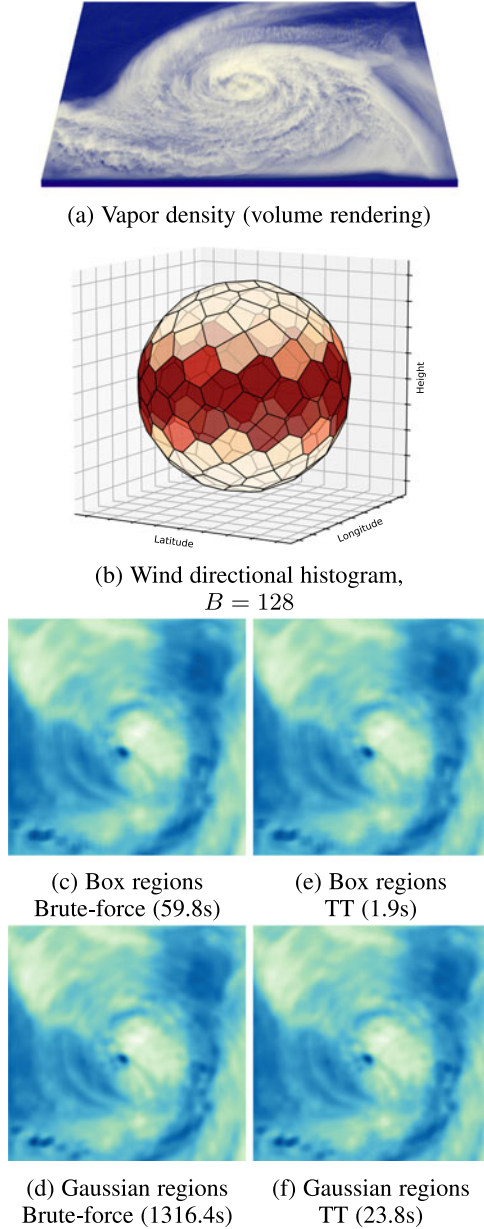 (a) Vapor density (volume rendering)
Height
Longitude
Latitude
(b) Wind directional histogram,
B = 128
(c) Box regions
Brute-force (59.8s)
(e) Box regions
TT (1.9s)
(d) Gaussian regions
Brute-force (1316.4s)
(f) Gaussian regions
TT (23.8s)